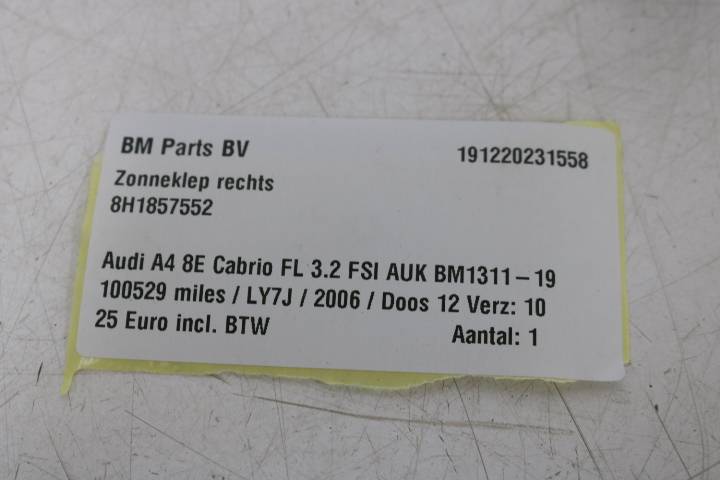 BM Parts BV 191220231558
Zonneklep rechts
8H1857552
Audi A4 8E Cabrio FL 3.2 FSI AUK BM1311-19
100529 miles / LY7J / 2006 / Doos 12 Verz: 10
25 Euro incl. BTW Aantal: 1